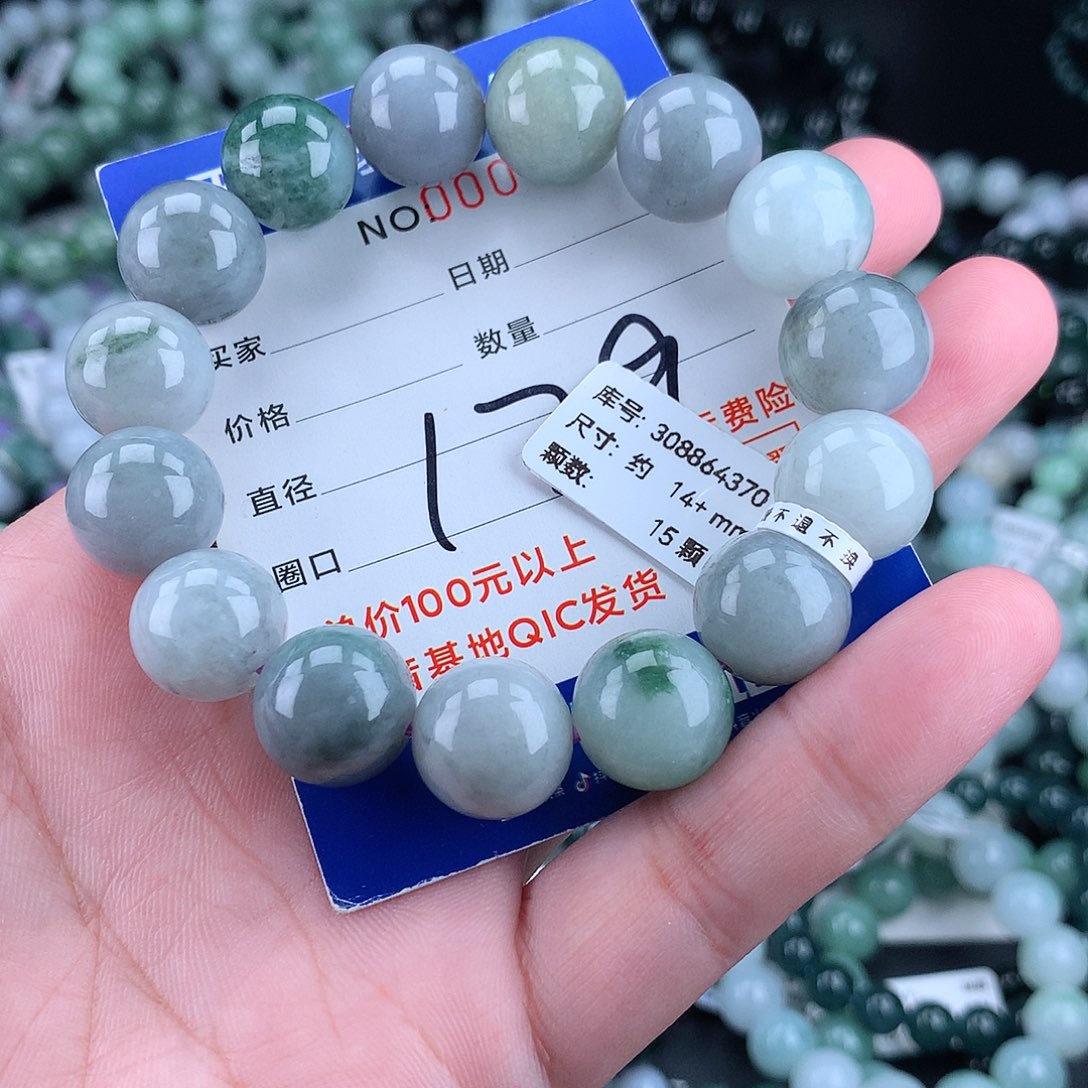 NO000
日期
买家
数量
价格
直径
圈口
库号: 308864370
尺寸: 约 14+ mm
颗数: 15 颗
不退不换
费险
价100元以上
基地QIC发货